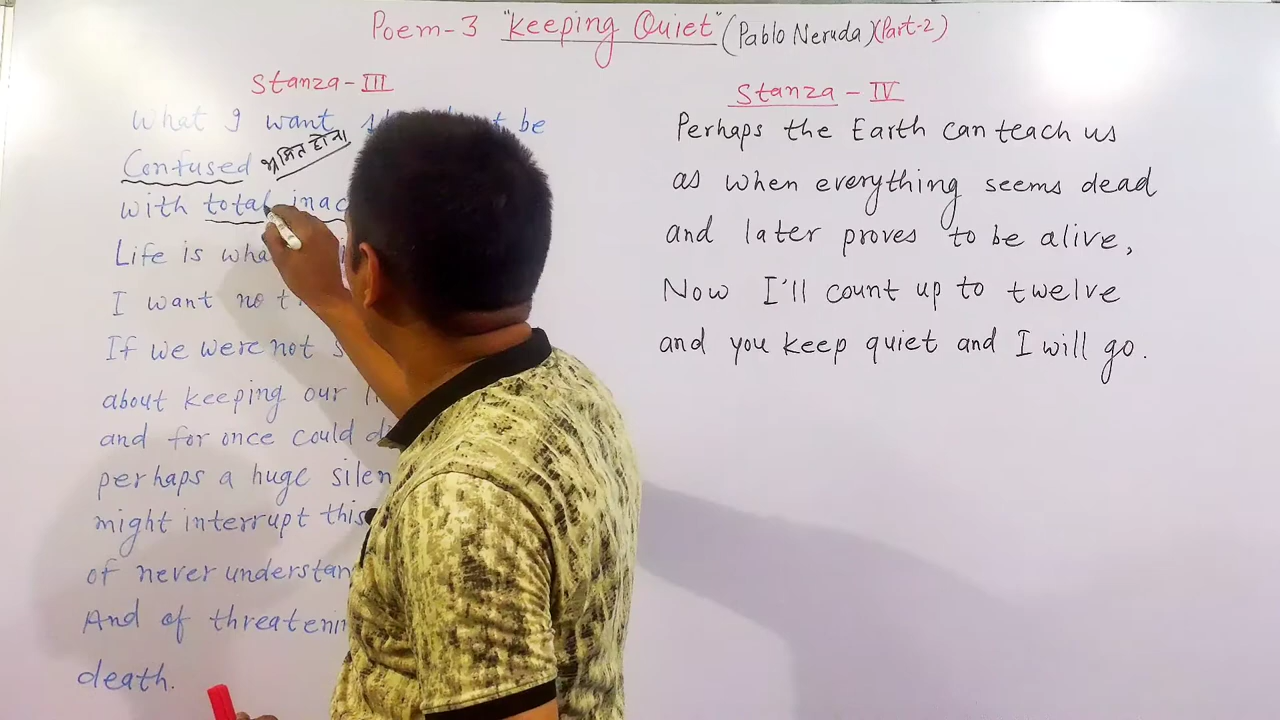 Poem-3 "Keeping Quiet" (Pablo Neruda)(Part-2)
Stanza-III
What I want be
Confused भ्रमित होना
with total
Life is
I want no
If we were not
about keeping our
and for once could
perhaps a huge
might interrupt this
of never
And of
death.
Stanza - IV
Perhaps the Earth can teach us
as when everything seems dead
and later proves to be alive,
Now I'll count up to twelve
and you keep quiet and I will go.